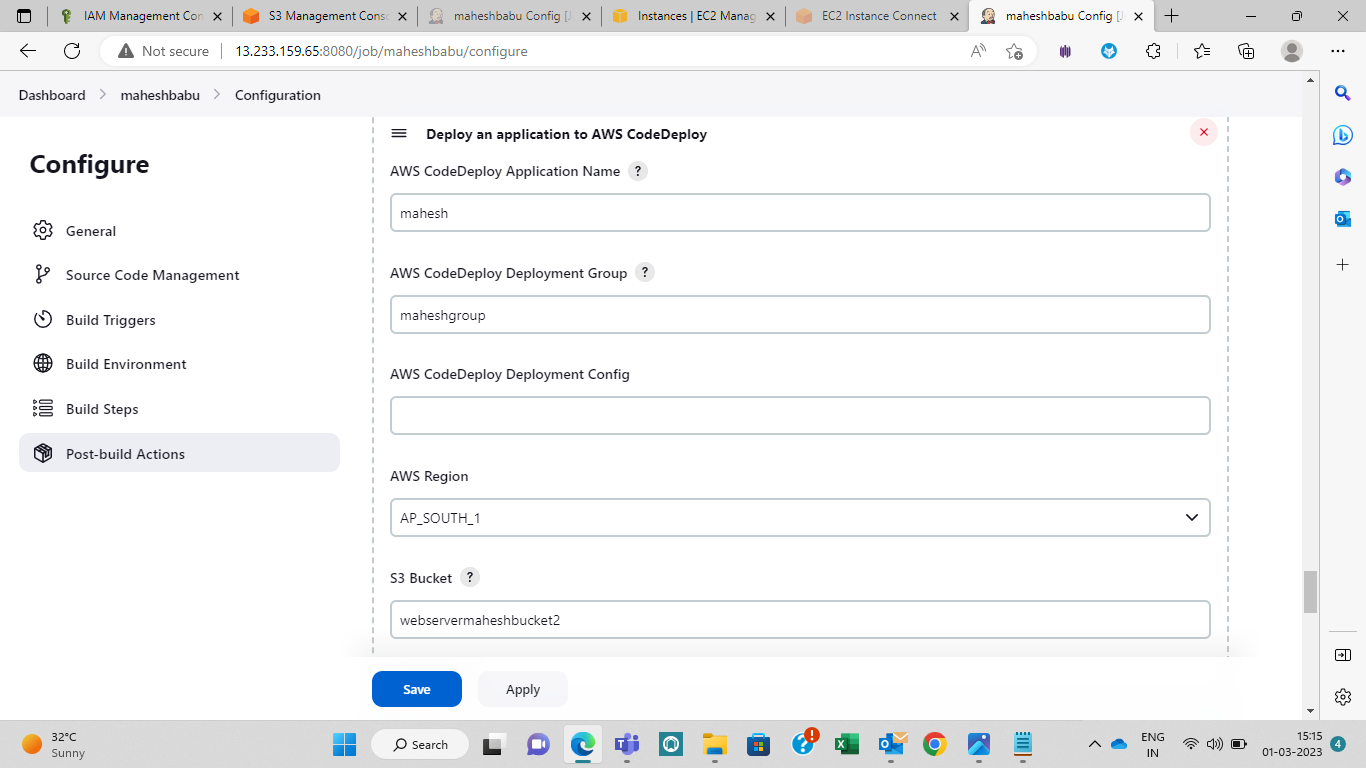 IAM Management Con
S3 Management Conso
maheshbabu Config [J
Instances | EC2 Manag
EC2 Instance Connect
maheshbabu Config [J
Not secure
13.233.159.65:8080/job/maheshbabu/configure
Dashboard
maheshbabu
Configuration
Configure
General
Source Code Management
Build Triggers
Build Environment
Build Steps
Post-build Actions
Deploy an application to AWS CodeDeploy
AWS CodeDeploy Application Name ?
mahesh
AWS CodeDeploy Deployment Group ?
maheshgroup
AWS CodeDeploy Deployment Config
AWS Region
AP_SOUTH_1
S3 Bucket ?
webservermaheshbucket2
Save
Apply
32°C
Sunny
Search
ENG
IN
15:15
01-03-2023
4